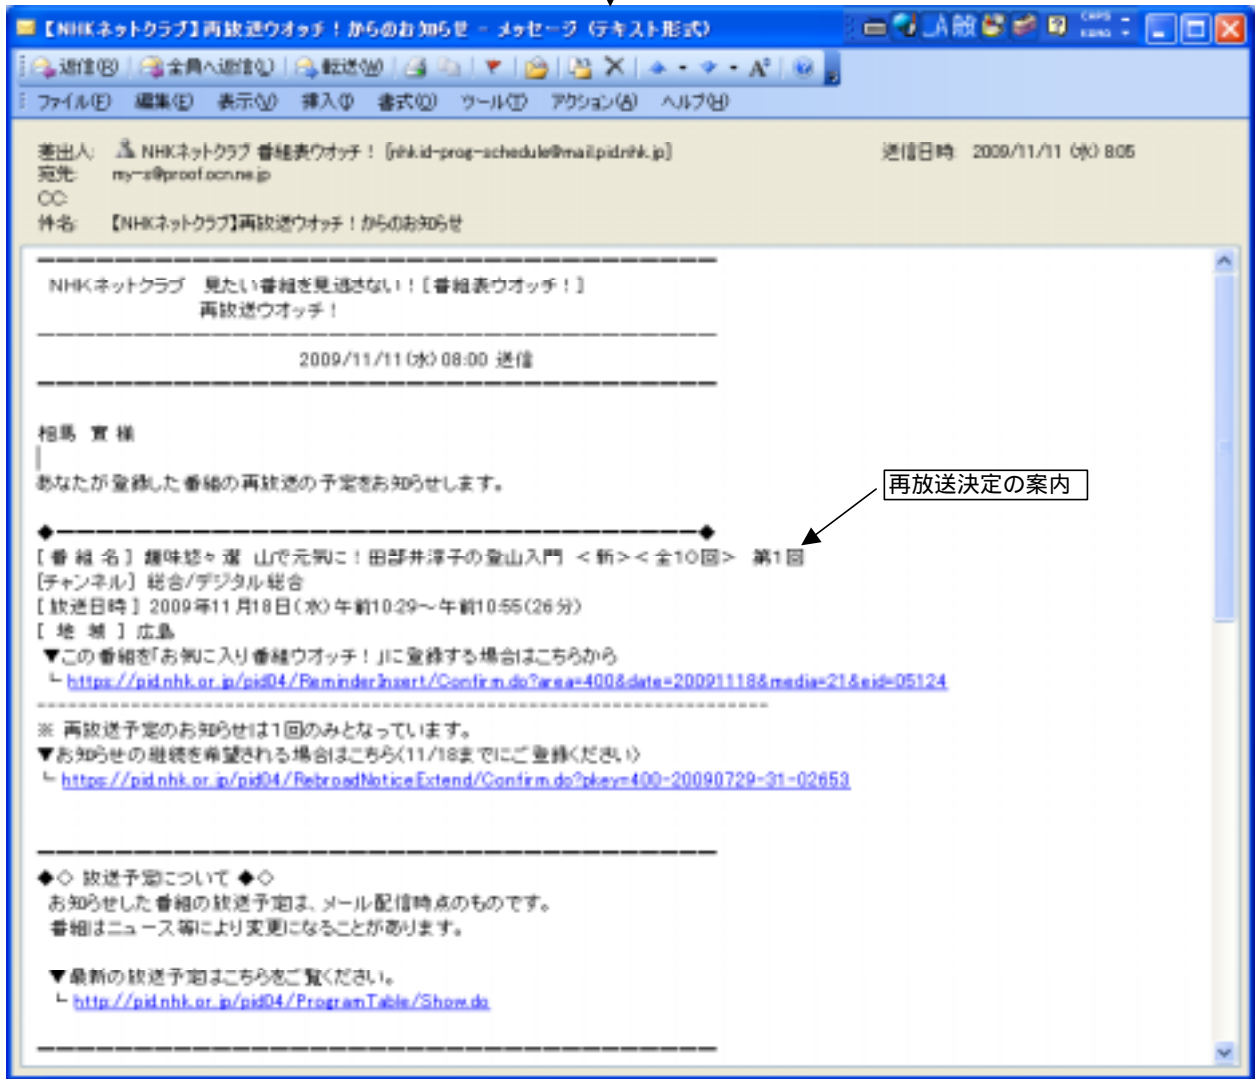 【NHKネットクラブ】再放送ウオッチ！からのお知らせ - メッセージ (テキスト形式)
A 般 CAPS KANA
返信(R) 全員へ返信(L) 転送(W)
ファイル(F) 編集(E) 表示(V) 挿入(I) 書式(O) ツール(T) アクション(A) ヘルプ(H)
差出人: NHKネットクラブ 番組表ウオッチ！ [nhk.id-prog-schedule@mail.pid.nhk.jp] 送信日時: 2009/11/11 (水) 8:05
宛先: my-s@proof.ocn.ne.jp
CC:
件名: 【NHKネットクラブ】再放送ウオッチ！からのお知らせ
NHKネットクラブ 見たい番組を見逃さない！[番組表ウオッチ！]
再放送ウオッチ！
2009/11/11(水) 08:00 送信
相馬 實 様
あなたが登録した番組の再放送の予定をお知らせします。
再放送決定の案内
◆━━━━━━━━━━━━━━━━━━━━━━━━━━━━━━━━━━◆
[ 番 組 名 ] 趣味悠々選 山で元気に！田部井淳子の登山入門 ＜新＞＜全10回＞ 第1回
[チャンネル] 総合/デジタル総合
[ 放送日時 ] 2009年11月18日(水)午前10:29～午前10:55(26分)
[ 地 域 ] 広島
▼この番組を「お気に入り番組ウオッチ！」に登録する場合はこちらから
└ https://pid.nhk.or.jp/pid04/ReminderInsert/Confirm.do?area=400&date=20091118&media=21&eid=05124
※ 再放送予定のお知らせは1回のみとなっています。
▼お知らせの継続を希望される場合はこちら(11/18までにご登録ください)
└ https://pid.nhk.or.jp/pid04/RebroadNoticeExtend/Confirm.do?pkey=400-20090729-31-02653
◆◇ 放送予定について ◆◇
お知らせした番組の放送予定は、メール配信時点のものです。
番組はニュース等により変更になることがあります。
▼最新の放送予定はこちらをご覧ください。
└ http://pid.nhk.or.jp/pid04/ProgramTable/Show.do